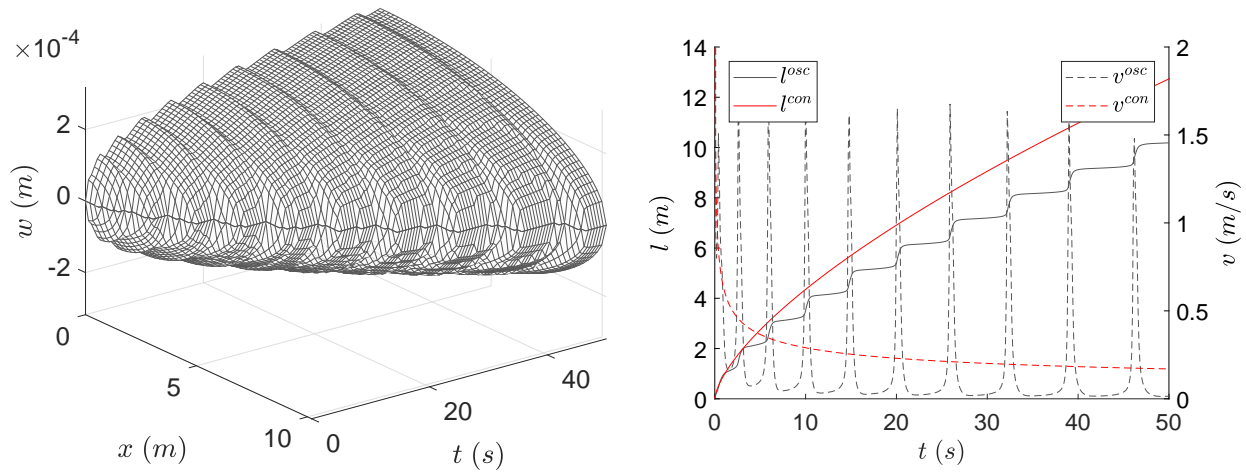 ×10⁻⁴
2
0
-2
w (m)
0
5
10
x (m)
0
20
40
t (s)
14
12
10
8
6
4
2
0
l (m)
l^{osc}
l^{con}
v^{osc}
v^{con}
2
1.5
1
0.5
0
v (m/s)
0
10
20
30
40
50
t (s)